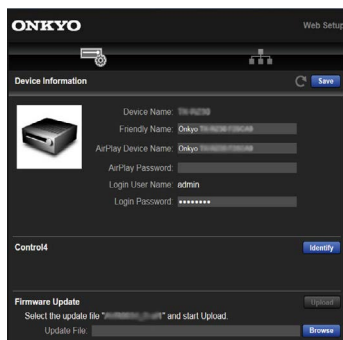 ONKYO
Web Setup
Device Information
Save
Device Name:
Friendly Name: Onkyo
AirPlay Device Name: Onkyo
AirPlay Password:
Login User Name: admin
Login Password: ••••••••
Control4
Identify
Firmware Update
Upload
Select the update file " " and start Upload.
Update File:
Browse